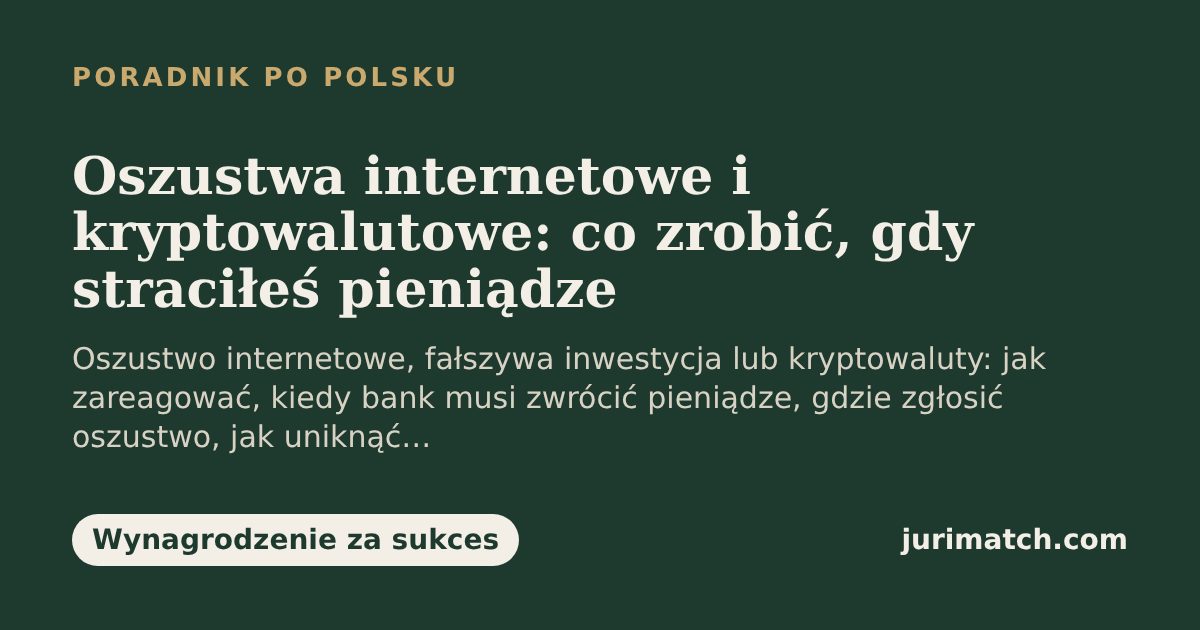 PORADNIK PO POLSKU
Oszustwa internetowe i
kryptowalutowe: co zrobić, gdy
straciłeś pieniądze
Oszustwo internetowe, fałszywa inwestycja lub kryptowaluty: jak
zareagować, kiedy bank musi zwrócić pieniądze, gdzie zgłosić
oszustwo, jak uniknąć…
Wynagrodzenie za sukces
jurimatch.com